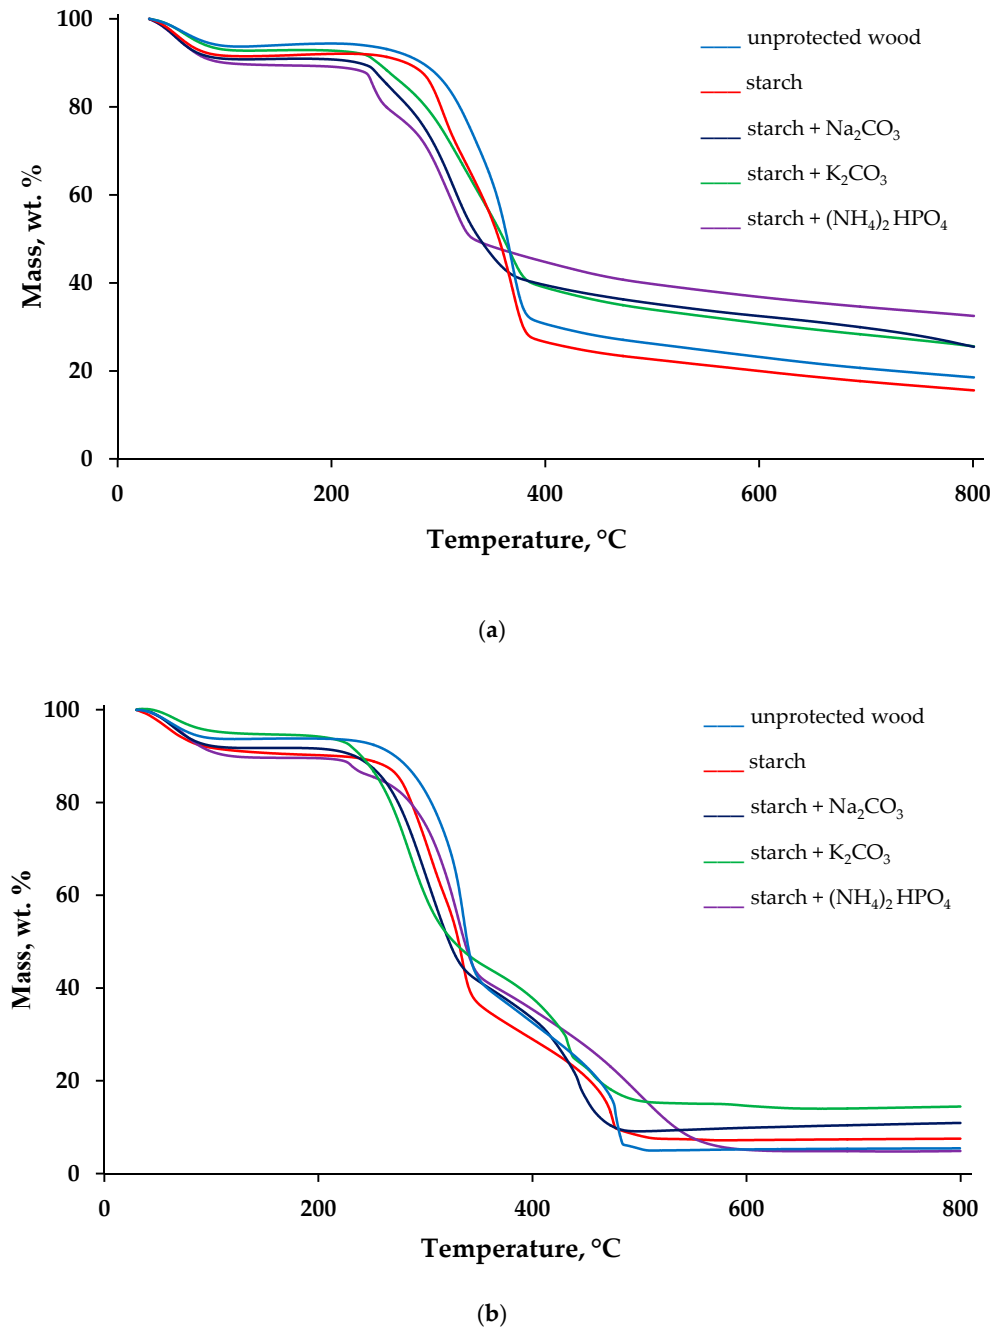 100
80
60
40
20
0
Mass, wt. %
unprotected wood
starch
starch + Na₂CO₃
starch + K₂CO₃
starch + (NH₄)₂ HPO₄
0 200 400 600 800
Temperature, °C
(a)
100
80
60
40
20
0
Mass, wt. %
unprotected wood
starch
starch + Na₂CO₃
starch + K₂CO₃
starch + (NH₄)₂ HPO₄
0 200 400 600 800
Temperature, °C
(b)